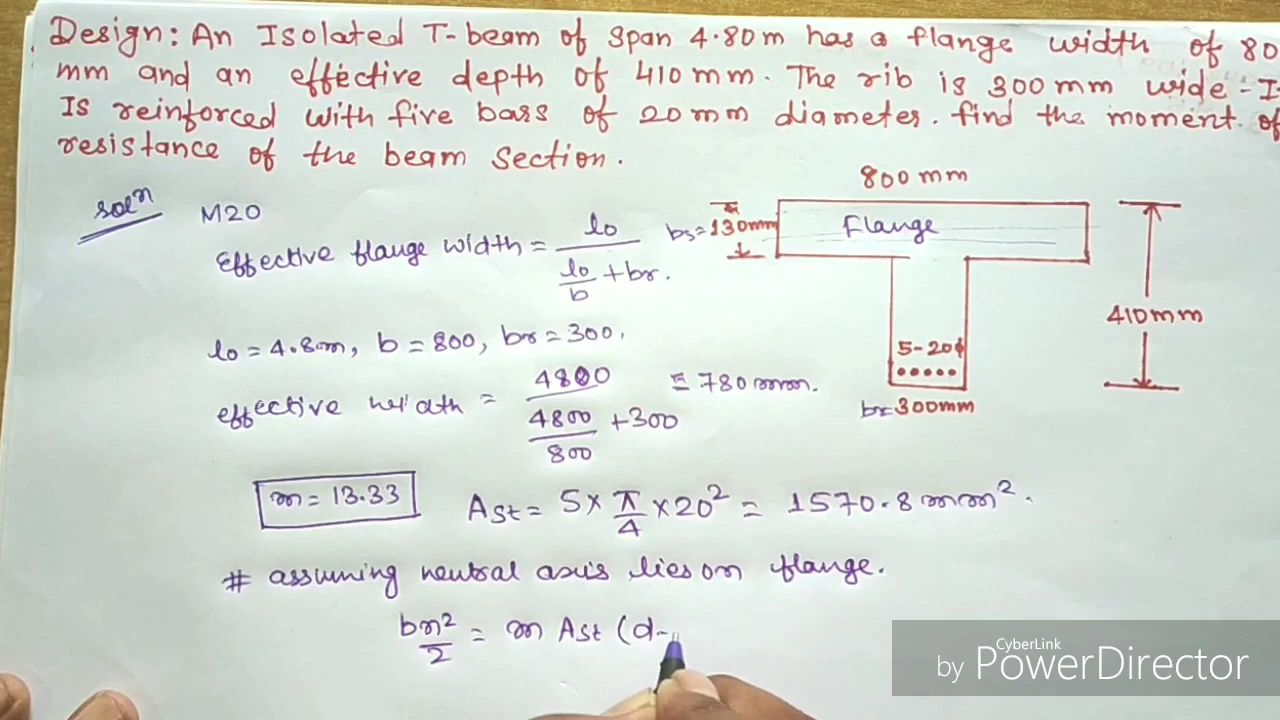 Design: An Isolated T-beam of span 4.80m has a flange width of 80
mm and an effective depth of 410mm. The rib is 300mm wide- I
Is reinforced with five bars of 20mm diameter. find the moment of
resistance of the beam section.
soln
M20
800 mm
Effective flange width = lo / (lo/b + br).
bs=130mm
Flange
410mm
lo = 4.8m, b = 800, br = 300,
5-20ϕ
effective width = 4800 / (4800/800 + 300) = 780mm.
br=300mm
m = 13.33
Ast = 5 × π/4 × 20² = 1570.8 mm².
# assuming neutral axis lies on flange.
bn²/2 = m Ast (d-
CyberLink
by PowerDirector